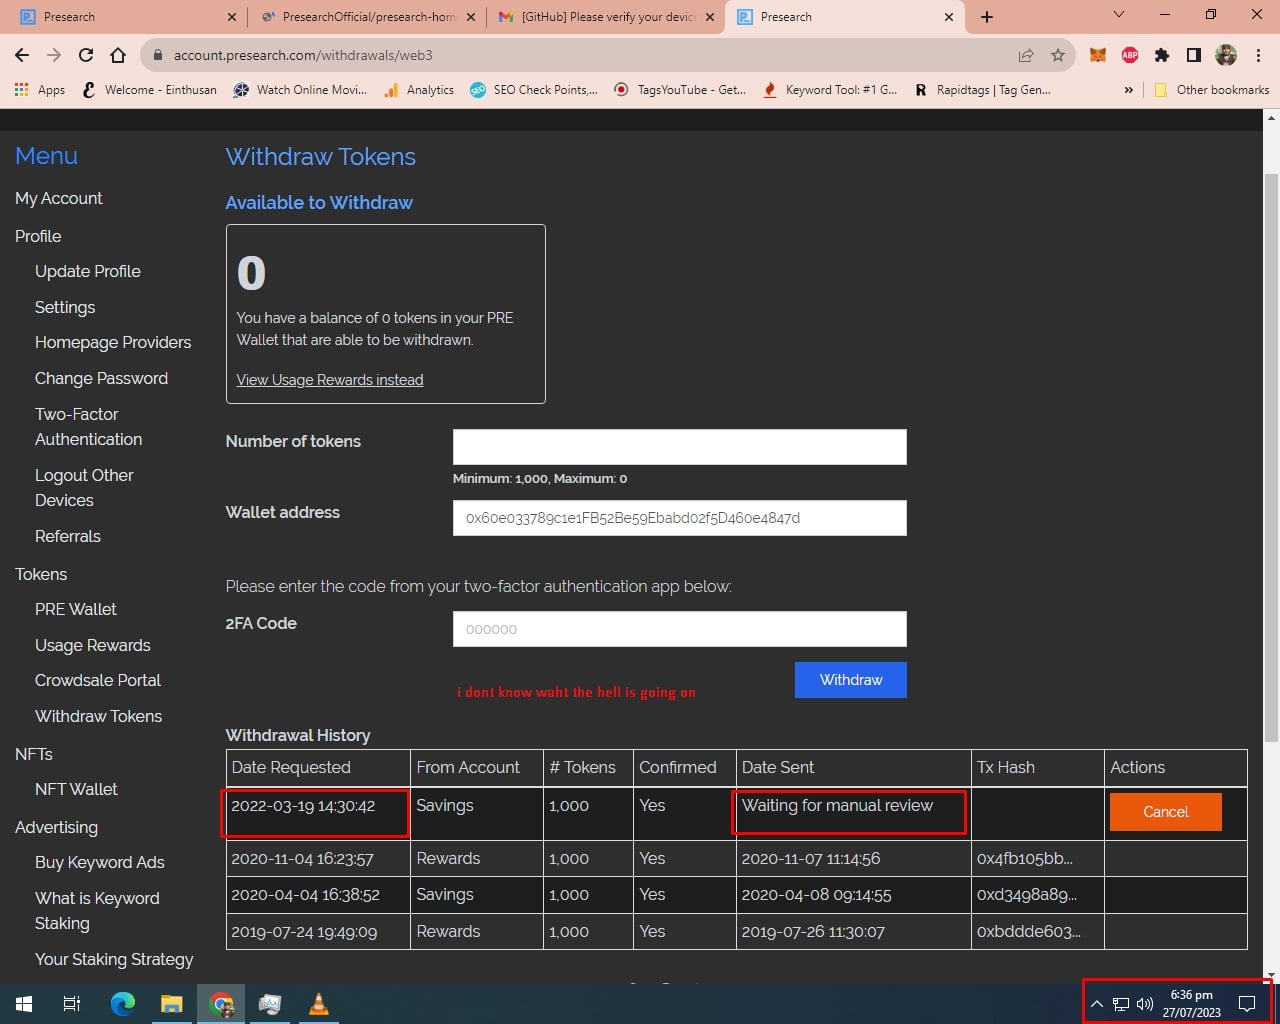 Presearch
PresearchOfficial/presearch-hom
[GitHub] Please verify your device
Presearch
account.presearch.com/withdrawals/web3
ABP
Apps
Welcome - Einthusan
Watch Online Movi...
Analytics
SEO Check Points,...
TagsYouTube - Get...
Keyword Tool: #1 G...
Rapidtags | Tag Gen...
»
Other bookmarks
Menu
My Account
Profile
Update Profile
Settings
Homepage Providers
Change Password
Two-Factor
Authentication
Logout Other
Devices
Referrals
Tokens
PRE Wallet
Usage Rewards
Crowdsale Portal
Withdraw Tokens
NFTs
NFT Wallet
Advertising
Buy Keyword Ads
What is Keyword
Staking
Your Staking Strategy
Withdraw Tokens
Available to Withdraw
0
You have a balance of 0 tokens in your PRE
Wallet that are able to be withdrawn.
View Usage Rewards instead
Number of tokens
Minimum: 1,000, Maximum: 0
Wallet address
0x60e033789c1e1FB52Be59Ebabd02f5D460e4847d
Please enter the code from your two-factor authentication app below:
2FA Code
000000
Withdraw
i dont know waht the hell is going on
Withdrawal History
Date Requested From Account # Tokens Confirmed Date Sent Tx Hash Actions
2022-03-19 14:30:42 Savings 1,000 Yes Waiting for manual review Cancel
2020-11-04 16:23:57 Rewards 1,000 Yes 2020-11-07 11:14:56 0x4fb105bb...
2020-04-04 16:38:52 Savings 1,000 Yes 2020-04-08 09:14:55 0xd3498a89...
2019-07-24 19:49:09 Rewards 1,000 Yes 2019-07-26 11:30:07 0xbddde603...
6:36 pm
27/07/2023